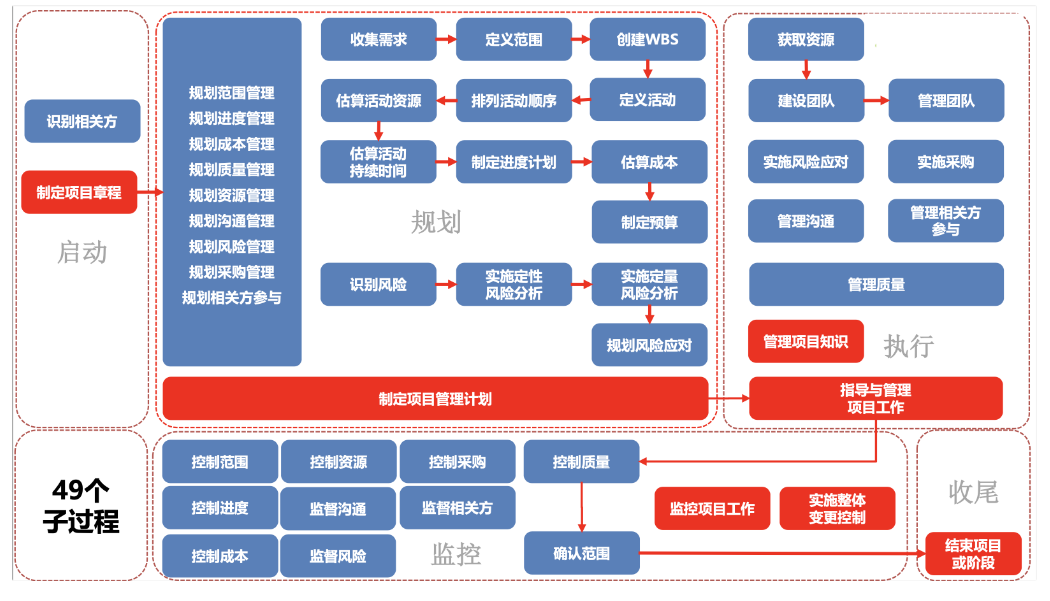 识别相关方
制定项目章程
启动
规划范围管理
规划进度管理
规划成本管理
规划质量管理
规划资源管理
规划沟通管理
规划风险管理
规划采购管理
规划相关方参与
收集需求
定义范围
创建WBS
估算活动资源
排列活动顺序
定义活动
估算活动
持续时间
制定进度计划
估算成本
规划
制定预算
识别风险
实施定性
风险分析
实施定量
风险分析
规划风险应对
制定项目管理计划
获取资源
建设团队
管理团队
实施风险应对
实施采购
管理沟通
管理相关方
参与
管理质量
管理项目知识
执行
指导与管理
项目工作
49个
子过程
控制范围
控制资源
控制采购
控制质量
控制进度
监督沟通
监督相关方
监控项目工作
实施整体
变更控制
控制成本
监督风险
监控
确认范围
收尾
结束项目
或阶段